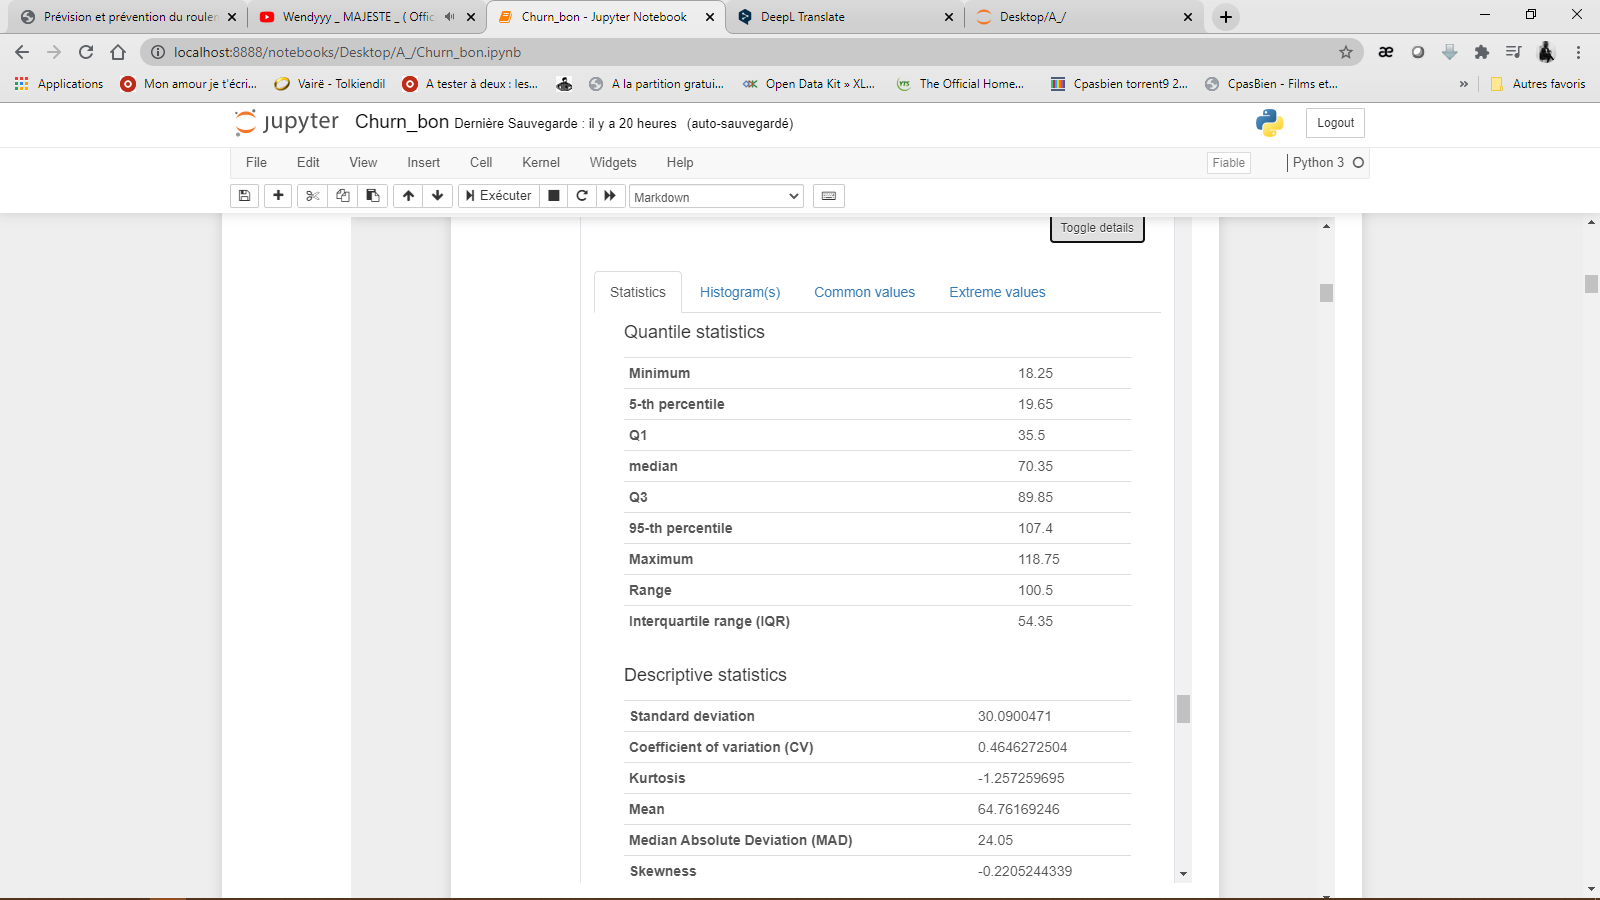 Prévision et prévention du rouler
Wendyyy _ MAJESTE _ ( Offic
Churn_bon - Jupyter Notebook
DeepL Translate
Desktop/A_/
localhost:8888/notebooks/Desktop/A_/Churn_bon.ipynb
Applications
Mon amour je t'écri...
Vairë - Tolkiendil
A tester à deux : les...
A la partition gratui...
Open Data Kit » XL...
The Official Home...
Cpasbien torrent9 2...
CpasBien - Films et...
»
Autres favoris
jupyter Churn_bon Dernière Sauvegarde : il y a 20 heures (auto-sauvegardé)
Logout
File Edit View Insert Cell Kernel Widgets Help
Fiable
Python 3
Exécuter
Markdown
Toggle details
Statistics Histogram(s) Common values Extreme values
Quantile statistics
Minimum 18.25
5-th percentile 19.65
Q1 35.5
median 70.35
Q3 89.85
95-th percentile 107.4
Maximum 118.75
Range 100.5
Interquartile range (IQR) 54.35
Descriptive statistics
Standard deviation 30.0900471
Coefficient of variation (CV) 0.4646272504
Kurtosis -1.257259695
Mean 64.76169246
Median Absolute Deviation (MAD) 24.05
Skewness -0.2205244339